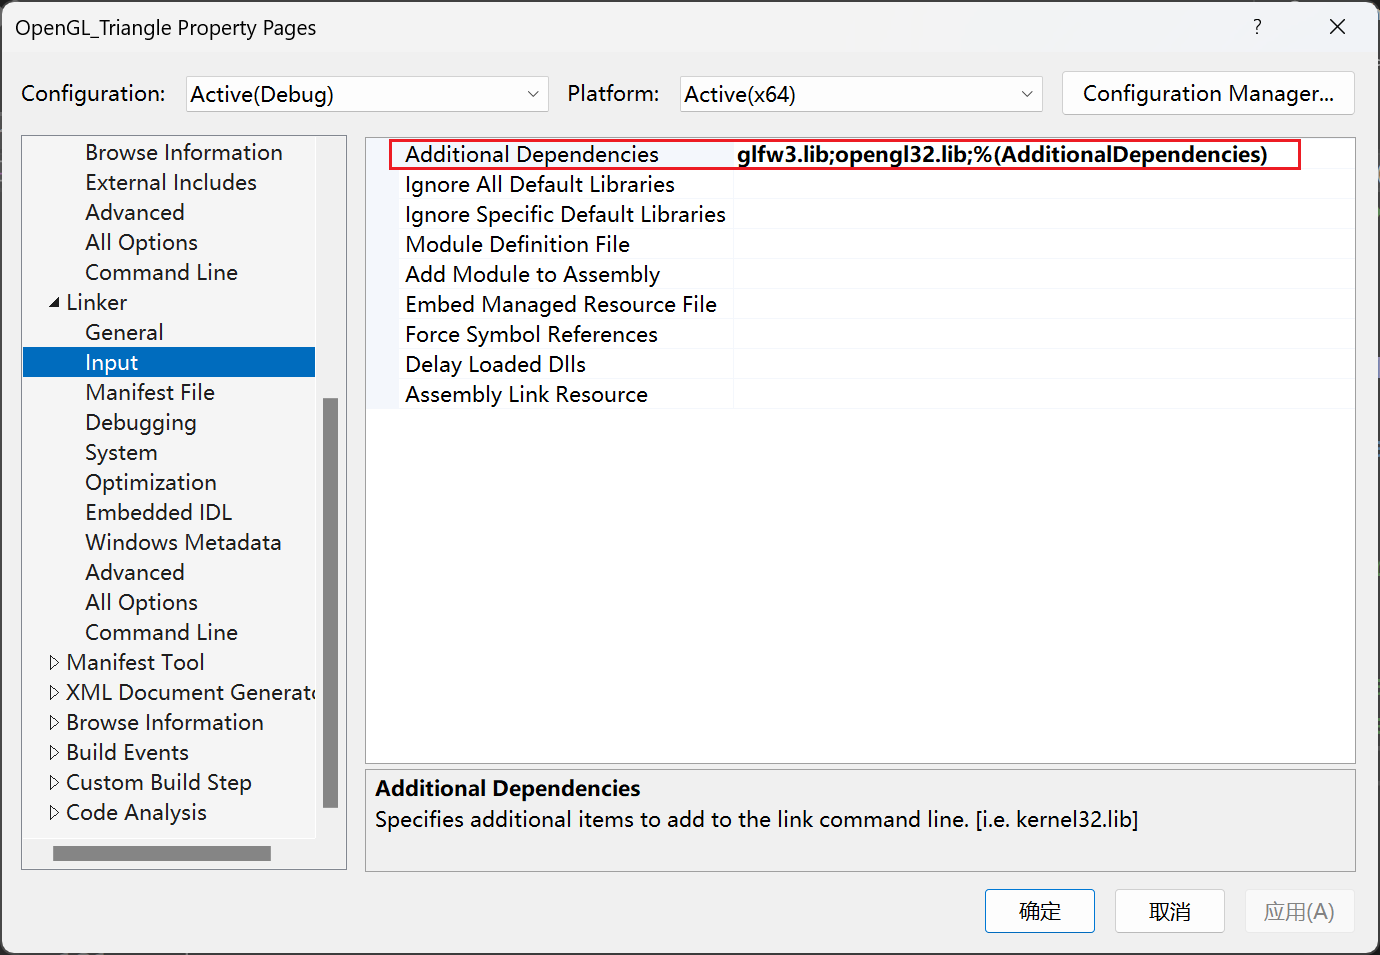 OpenGL_Triangle Property Pages
?
Configuration: Active(Debug) Platform: Active(x64) Configuration Manager...
Browse Information
External Includes
Advanced
All Options
Command Line
Linker
General
Input
Manifest File
Debugging
System
Optimization
Embedded IDL
Windows Metadata
Advanced
All Options
Command Line
Manifest Tool
XML Document Generato
Browse Information
Build Events
Custom Build Step
Code Analysis
Additional Dependencies glfw3.lib;opengl32.lib;%(AdditionalDependencies)
Ignore All Default Libraries
Ignore Specific Default Libraries
Module Definition File
Add Module to Assembly
Embed Managed Resource File
Force Symbol References
Delay Loaded Dlls
Assembly Link Resource
Additional Dependencies
Specifies additional items to add to the link command line. [i.e. kernel32.lib]
确定 取消 应用(A)